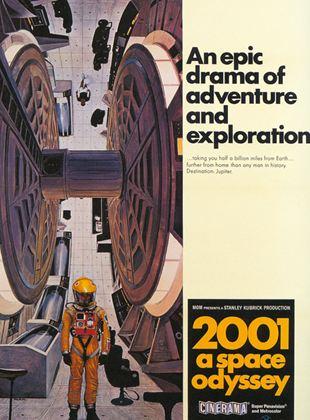 An epic
drama of
adventure
and
exploration
...taking you half a billion miles from Earth...
further from home than any man in history.
Destination: Jupiter.
MGM PRESENTS A STANLEY KUBRICK PRODUCTION
2001
a space
odyssey
CINERAMA Super Panavision® and Metrocolor